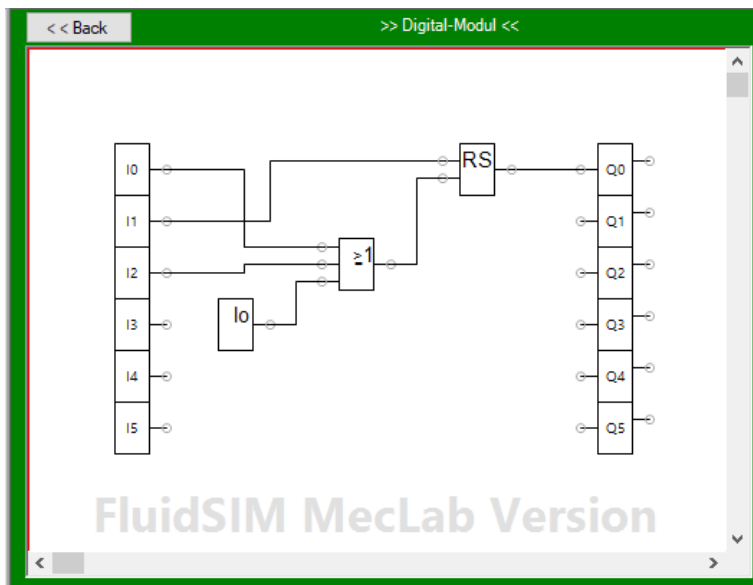 < < Back
>> Digital-Modul <<
I0
I1
I2
I3
I4
I5
lo
≥1
RS
Q0
Q1
Q2
Q3
Q4
Q5
FluidSIM MecLab Version